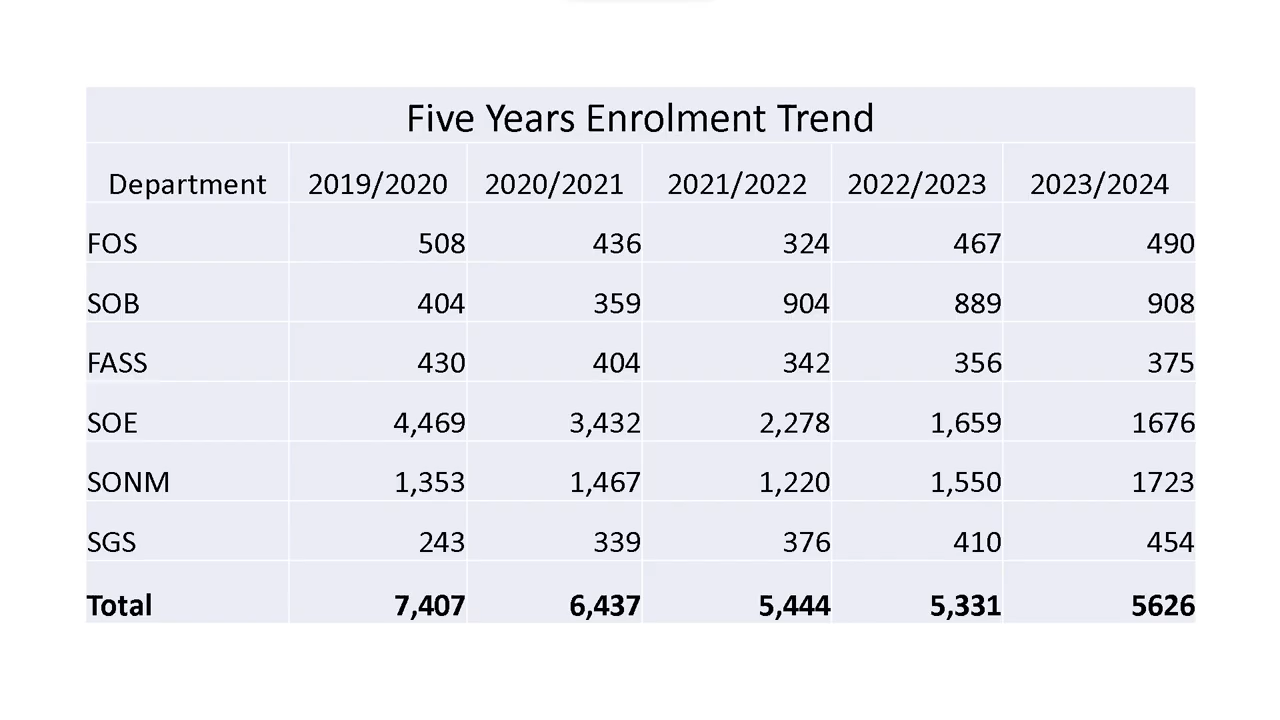 Five Years Enrolment Trend
Department 2019/2020 2020/2021 2021/2022 2022/2023 2023/2024
FOS 508 436 324 467 490
SOB 404 359 904 889 908
FASS 430 404 342 356 375
SOE 4,469 3,432 2,278 1,659 1676
SONM 1,353 1,467 1,220 1,550 1723
SGS 243 339 376 410 454
Total 7,407 6,437 5,444 5,331 5626